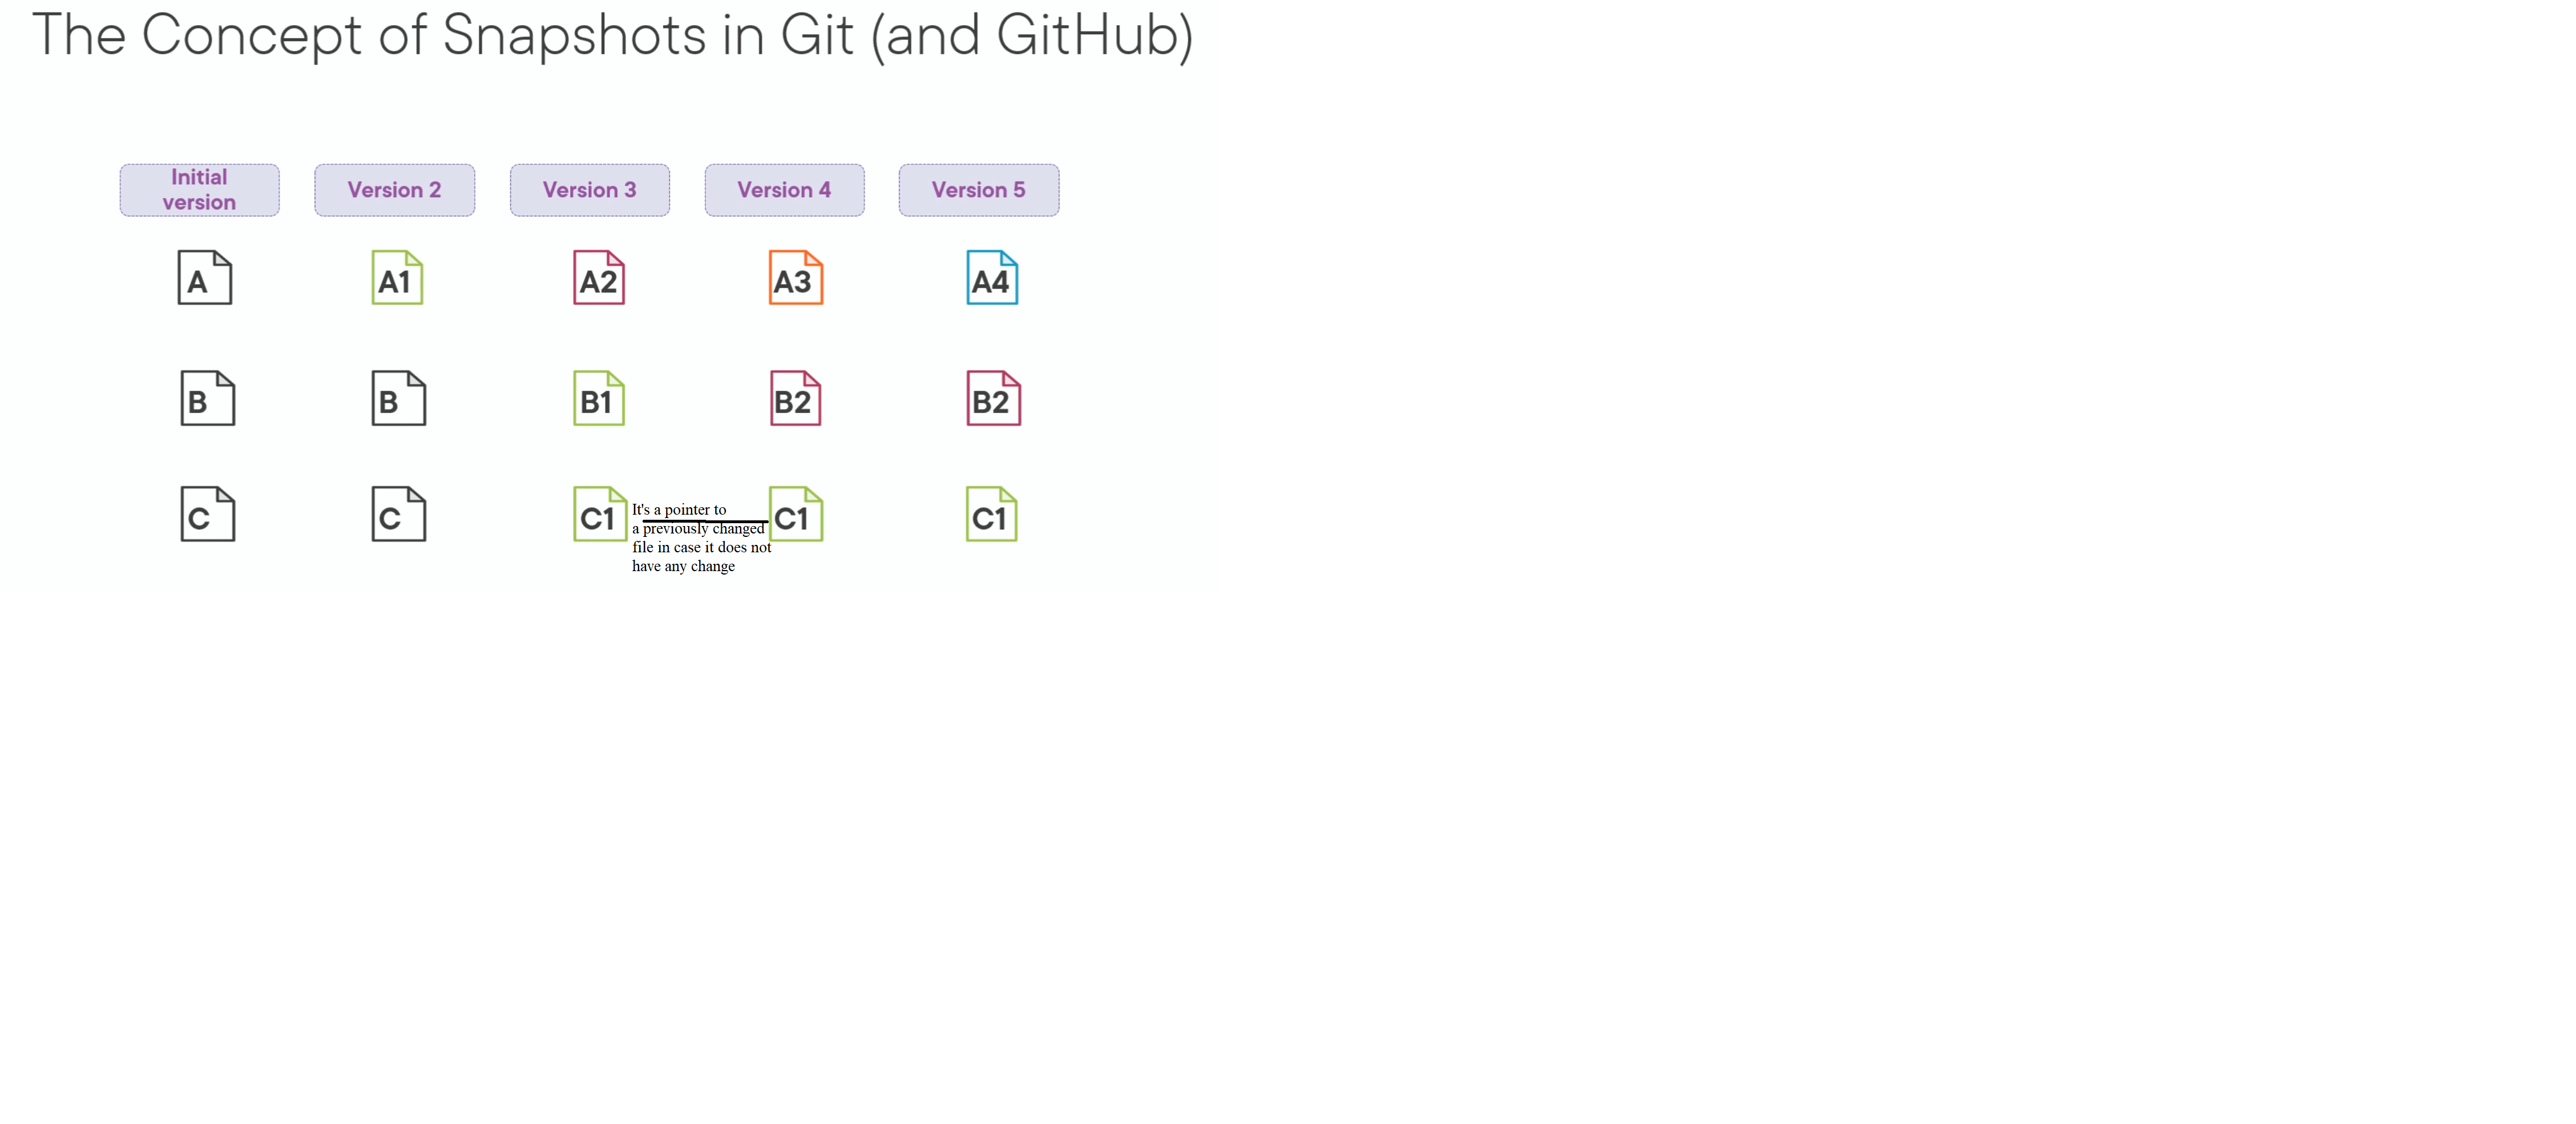 The Concept of Snapshots in Git (and GitHub)
Initial
version
Version 2
Version 3
Version 4
Version 5
A
A1
A2
A3
A4
B
B
B1
B2
B2
C
C
C1
It's a pointer to
a previously changed
file in case it does not
have any change
C1
C1